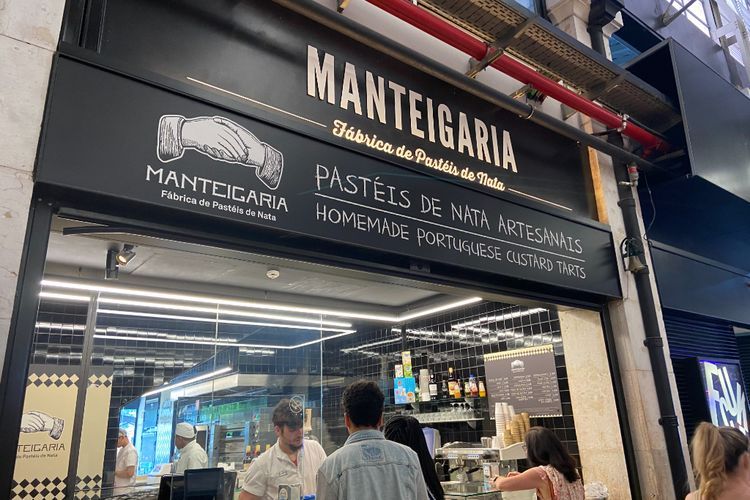 MANTEIGARIA
Fábrica de Pastéis de Nata
MANTEIGARIA
Fábrica de Pastéis de Nata
PASTÉIS DE NATA ARTESANAIS
HOMEMADE PORTUGUESE CUSTARD TARTS
MANTEIGARIA
Fábrica de Pastéis de Nata